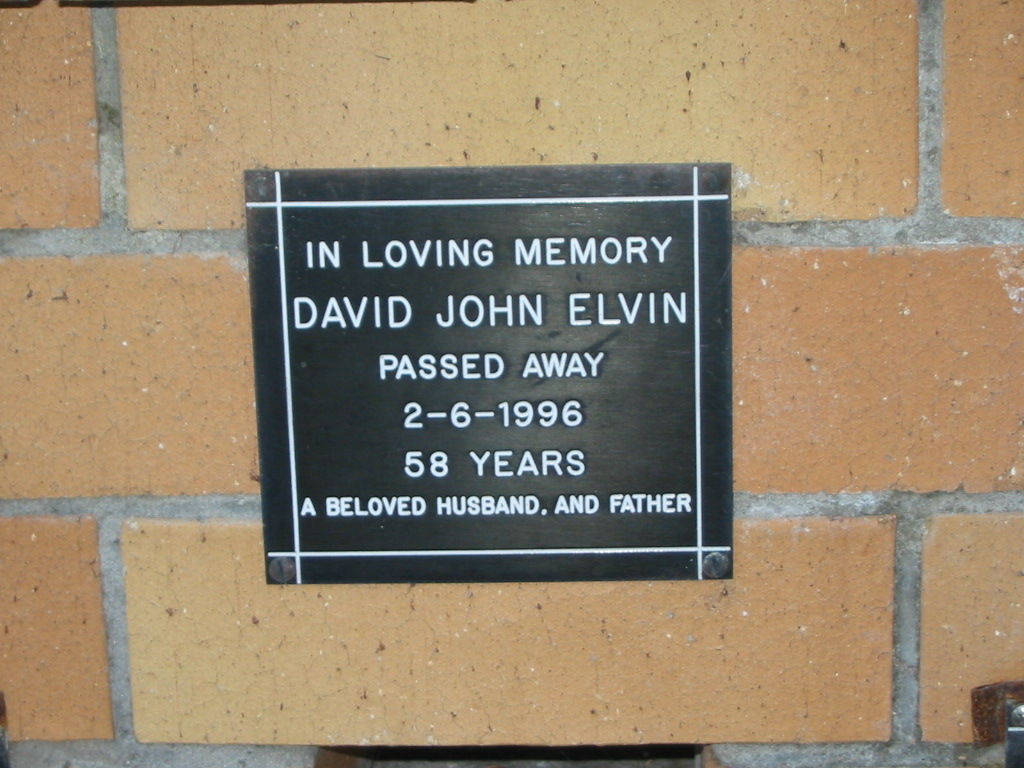 IN LOVING MEMORY
DAVID JOHN ELVIN
PASSED AWAY
2-6-1996
58 YEARS
A BELOVED HUSBAND. AND FATHER